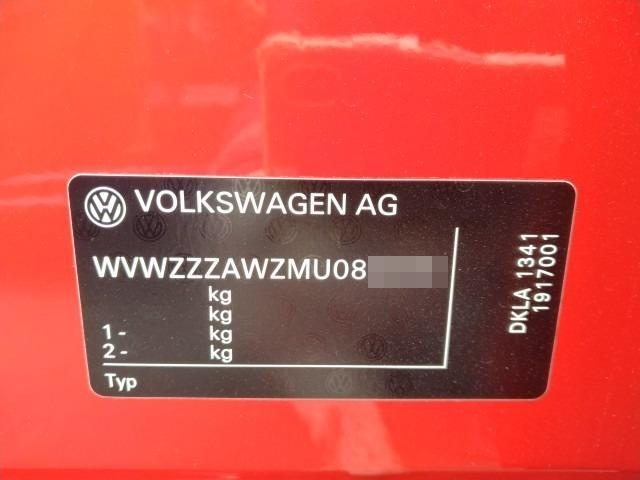 VOLKSWAGEN AG
WVWZZZAWZMU08
kg
kg
1- kg
2- kg
Typ
DKLA 1341
1917001